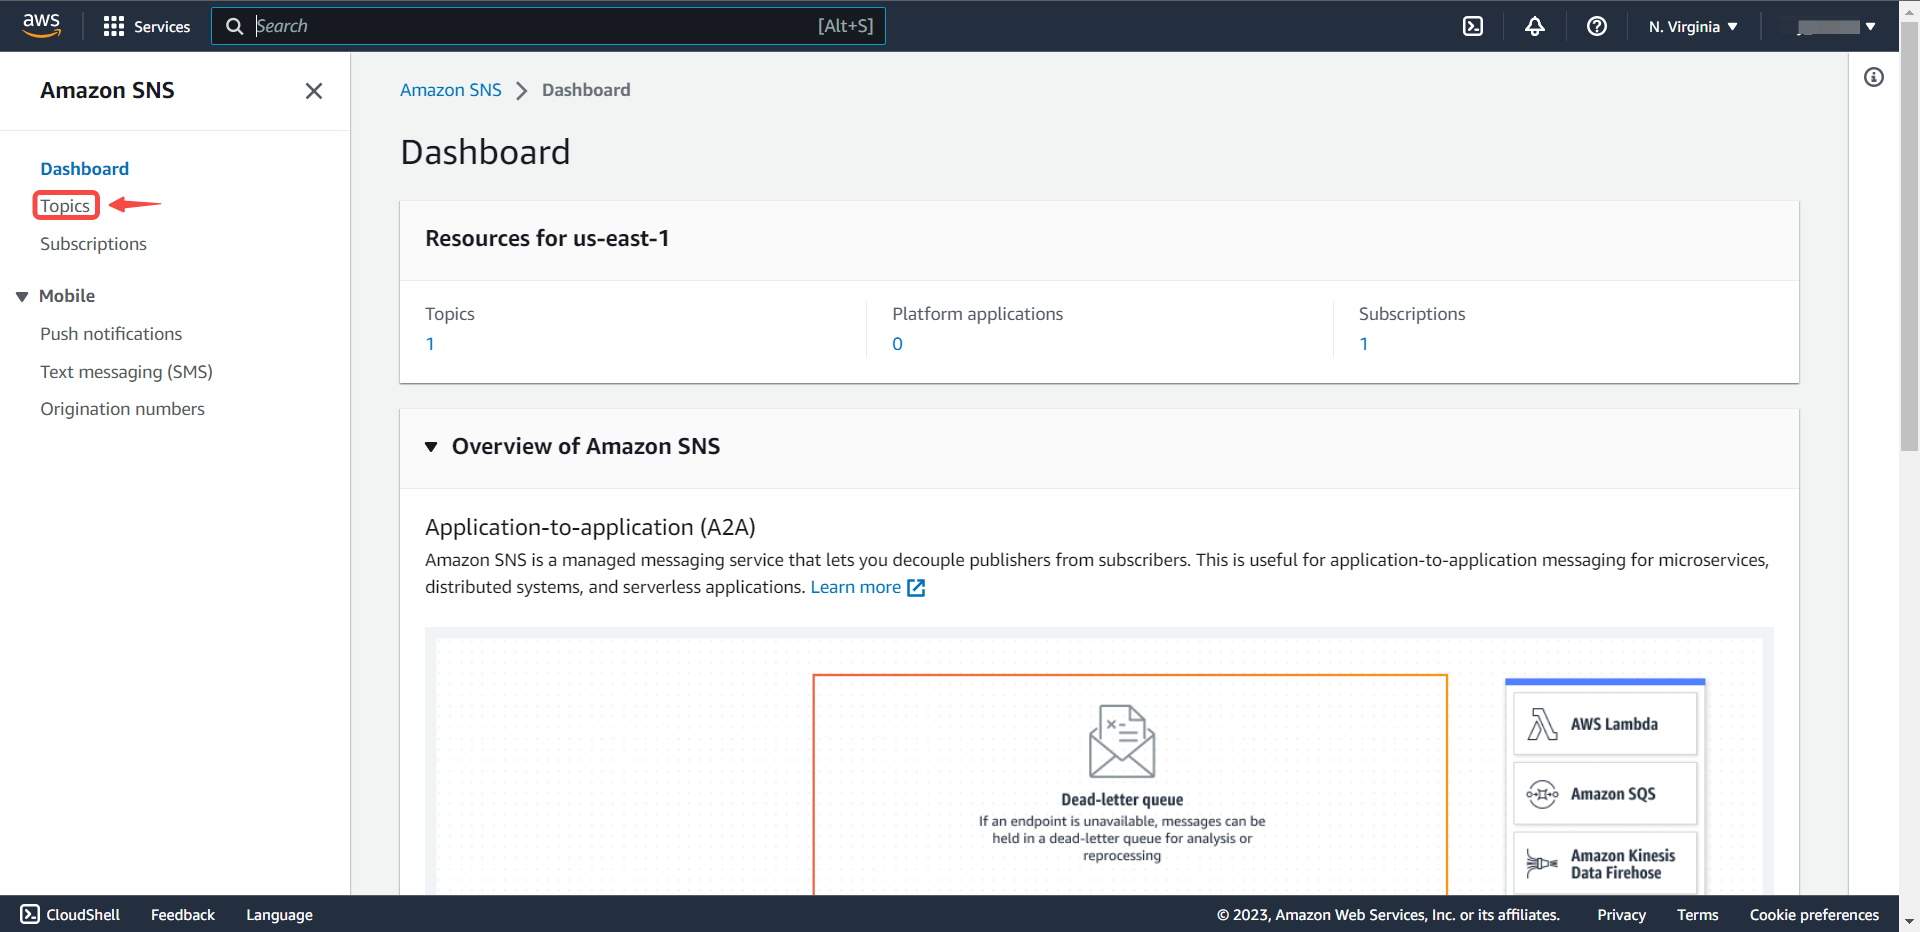 aws
Services
Search
[Alt+S]
N. Virginia
Amazon SNS
Dashboard
Topics
Subscriptions
Mobile
Push notifications
Text messaging (SMS)
Origination numbers
Amazon SNS
Dashboard
Dashboard
Resources for us-east-1
Topics
1
Platform applications
0
Subscriptions
1
Overview of Amazon SNS
Application-to-application (A2A)
Amazon SNS is a managed messaging service that lets you decouple publishers from subscribers. This is useful for application-to-application messaging for microservices,
distributed systems, and serverless applications. Learn more
Dead-letter queue
If an endpoint is unavailable, messages can be
held in a dead-letter queue for analysis or
reprocessing
AWS Lambda
Amazon SQS
Amazon Kinesis
Data Firehose
CloudShell
Feedback
Language
© 2023, Amazon Web Services, Inc. or its affiliates.
Privacy
Terms
Cookie preferences